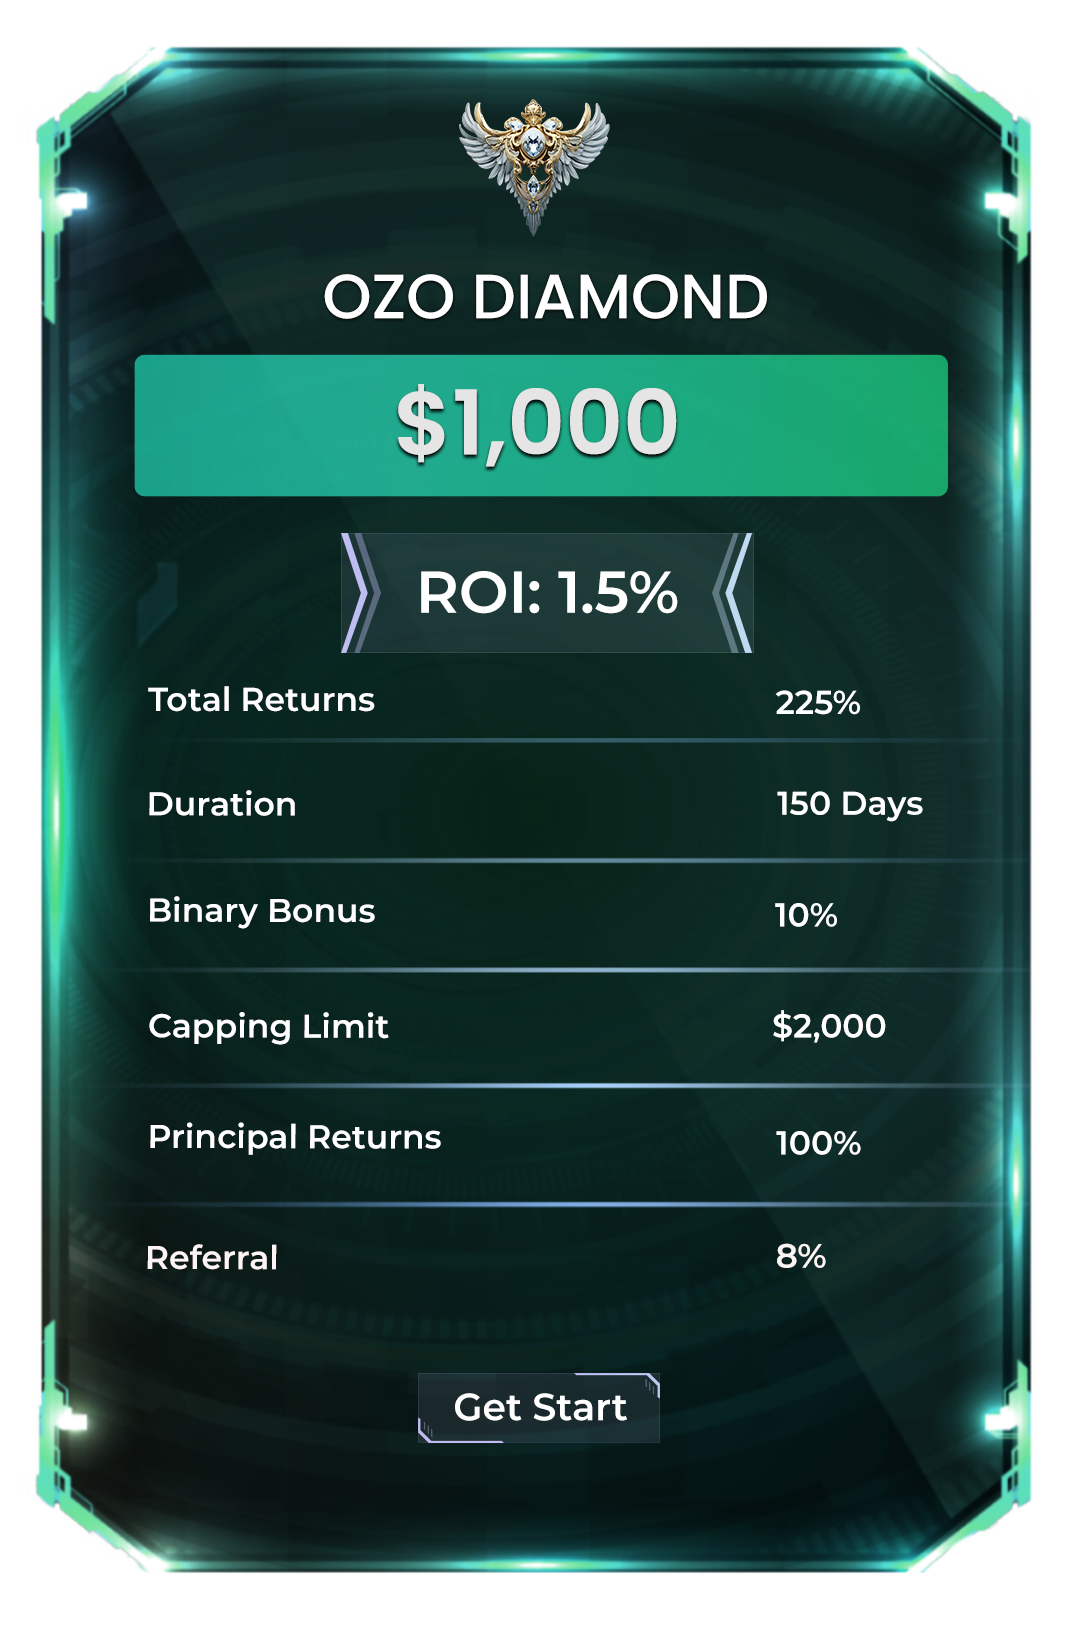 OZO DIAMOND
$1,000
ROI: 1.5%
Total Returns 225%
Duration 150 Days
Binary Bonus 10%
Capping Limit $2,000
Principal Returns 100%
Referral 8%
Get Start